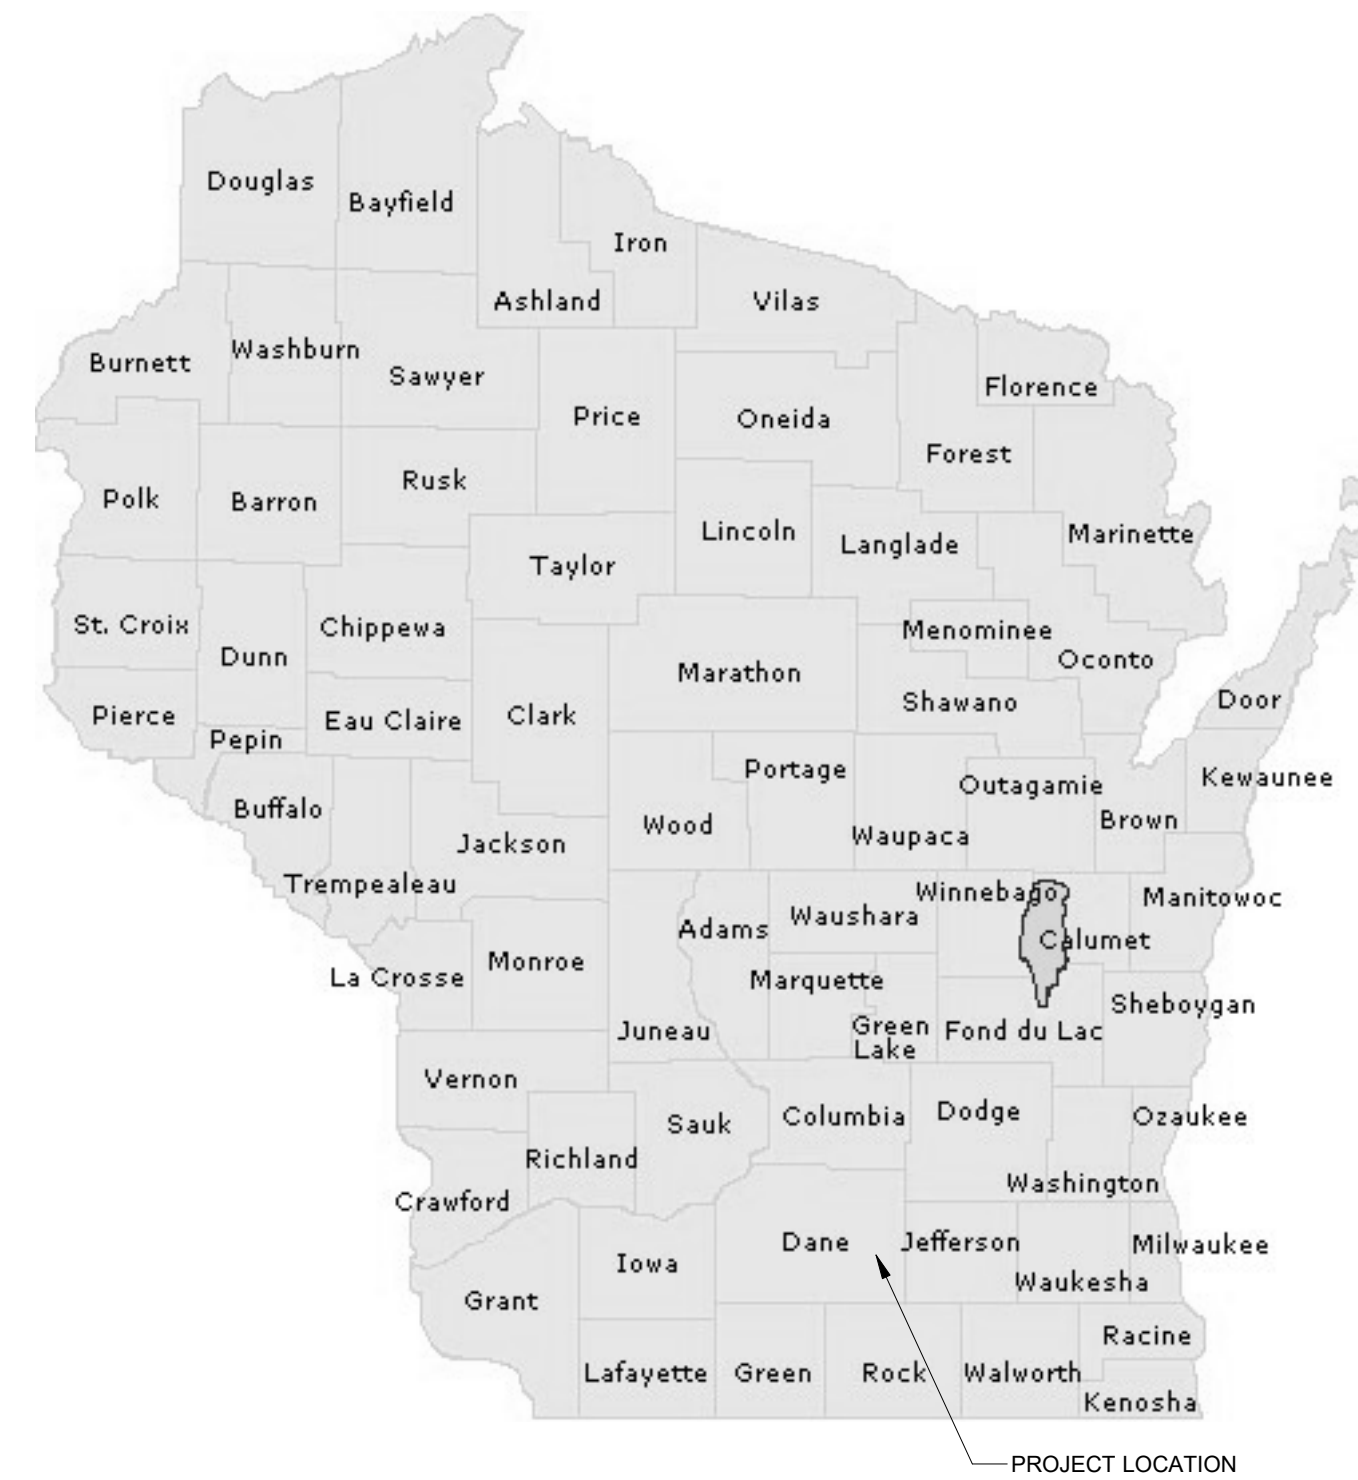 Douglas
Bayfield
Iron
Ashland
Vilas
Burnett
Washburn
Sawyer
Florence
Price
Oneida
Forest
Polk
Barron
Rusk
Lincoln
Langlade
Marinette
Taylor
St. Croix
Chippewa
Menominee
Dunn
Oconto
Marathon
Shawano
Door
Pierce
Eau Claire
Clark
Pepin
Portage
Outagamie
Kewaunee
Buffalo
Wood
Waupaca
Brown
Jackson
Trempealeau
Winnebago
Manitowoc
Adams
Waushara
Calumet
La Crosse
Monroe
Marquette
Sheboygan
Juneau
Green
Lake
Fond du Lac
Vernon
Sauk
Columbia
Dodge
Ozaukee
Richland
Washington
Crawford
Dane
Jefferson
Milwaukee
Iowa
Waukesha
Grant
Racine
Lafayette
Green
Rock
Walworth
Kenosha
PROJECT LOCATION